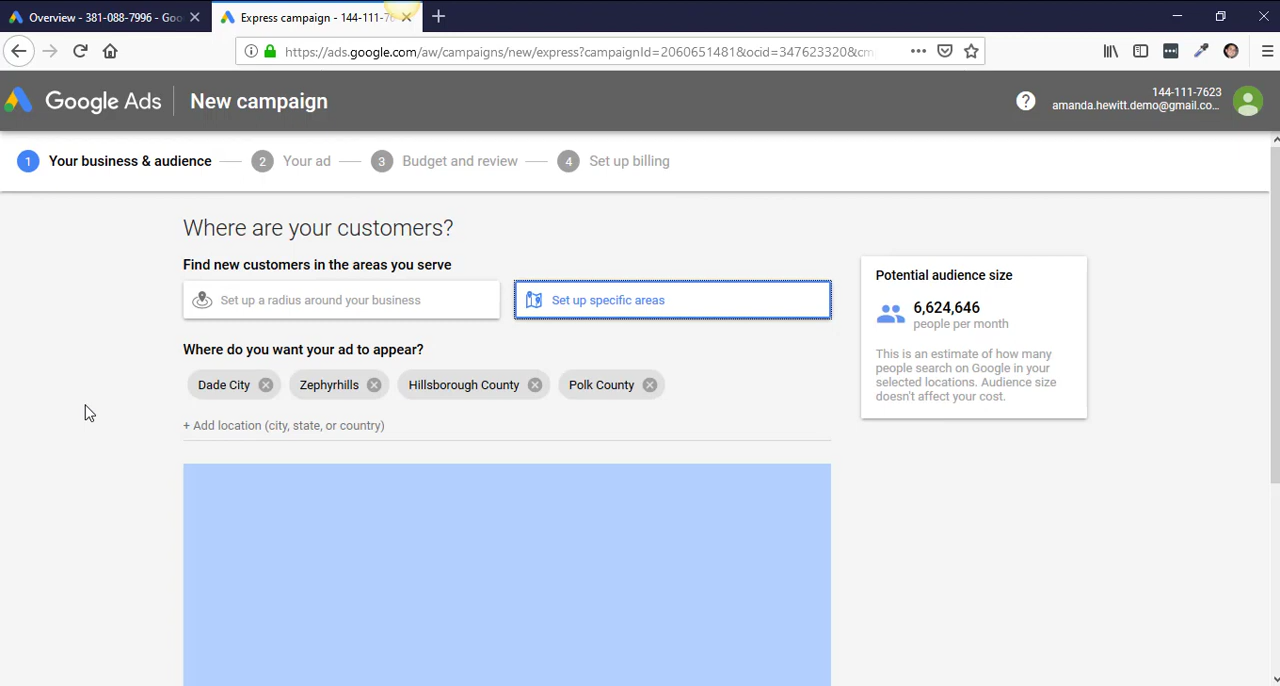 Overview - 381-088-7996 - Goo
Express campaign - 144-111-76
https://ads.google.com/aw/campaigns/new/express?campaignId=2060651481&ocid=347623320&cm
Google Ads
New campaign
144-111-7623
amanda.hewitt.demo@gmail.co...
1 Your business & audience
2 Your ad
3 Budget and review
4 Set up billing
Where are your customers?
Find new customers in the areas you serve
Set up a radius around your business
Set up specific areas
Where do you want your ad to appear?
Dade City
Zephyrhills
Hillsborough County
Polk County
+ Add location (city, state, or country)
Potential audience size
6,624,646
people per month
This is an estimate of how many
people search on Google in your
selected locations. Audience size
doesn't affect your cost.